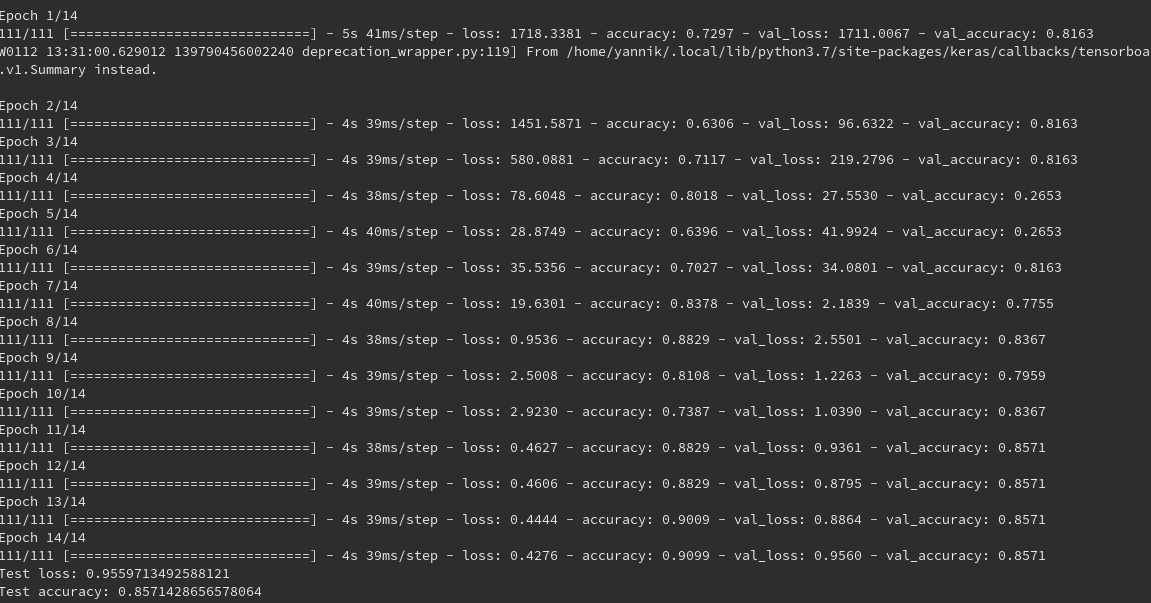 Epoch 1/14
111/111 [==============================] - 5s 41ms/step - loss: 1718.3381 - accuracy: 0.7297 - val_loss: 1711.0067 - val_accuracy: 0.8163
W0112 13:31:00.629012 139790456002240 deprecation_wrapper.py:119] From /home/yannik/.local/lib/python3.7/site-packages/keras/callbacks/tensorboa
.v1.Summary instead.
Epoch 2/14
111/111 [==============================] - 4s 39ms/step - loss: 1451.5871 - accuracy: 0.6306 - val_loss: 96.6322 - val_accuracy: 0.8163
Epoch 3/14
111/111 [==============================] - 4s 39ms/step - loss: 580.0881 - accuracy: 0.7117 - val_loss: 219.2796 - val_accuracy: 0.8163
Epoch 4/14
111/111 [==============================] - 4s 38ms/step - loss: 78.6048 - accuracy: 0.8018 - val_loss: 27.5530 - val_accuracy: 0.2653
Epoch 5/14
111/111 [==============================] - 4s 40ms/step - loss: 28.8749 - accuracy: 0.6396 - val_loss: 41.9924 - val_accuracy: 0.2653
Epoch 6/14
111/111 [==============================] - 4s 39ms/step - loss: 35.5356 - accuracy: 0.7027 - val_loss: 34.0801 - val_accuracy: 0.8163
Epoch 7/14
111/111 [==============================] - 4s 40ms/step - loss: 19.6301 - accuracy: 0.8378 - val_loss: 2.1839 - val_accuracy: 0.7755
Epoch 8/14
111/111 [==============================] - 4s 38ms/step - loss: 0.9536 - accuracy: 0.8829 - val_loss: 2.5501 - val_accuracy: 0.8367
Epoch 9/14
111/111 [==============================] - 4s 39ms/step - loss: 2.5008 - accuracy: 0.8108 - val_loss: 1.2263 - val_accuracy: 0.7959
Epoch 10/14
111/111 [==============================] - 4s 39ms/step - loss: 2.9230 - accuracy: 0.7387 - val_loss: 1.0390 - val_accuracy: 0.8367
Epoch 11/14
111/111 [==============================] - 4s 38ms/step - loss: 0.4627 - accuracy: 0.8829 - val_loss: 0.9361 - val_accuracy: 0.8571
Epoch 12/14
111/111 [==============================] - 4s 39ms/step - loss: 0.4606 - accuracy: 0.8829 - val_loss: 0.8795 - val_accuracy: 0.8571
Epoch 13/14
111/111 [==============================] - 4s 39ms/step - loss: 0.4444 - accuracy: 0.9009 - val_loss: 0.8864 - val_accuracy: 0.8571
Epoch 14/14
111/111 [==============================] - 4s 39ms/step - loss: 0.4276 - accuracy: 0.9099 - val_loss: 0.9560 - val_accuracy: 0.8571
Test loss: 0.9559713492588121
Test accuracy: 0.8571428656578064